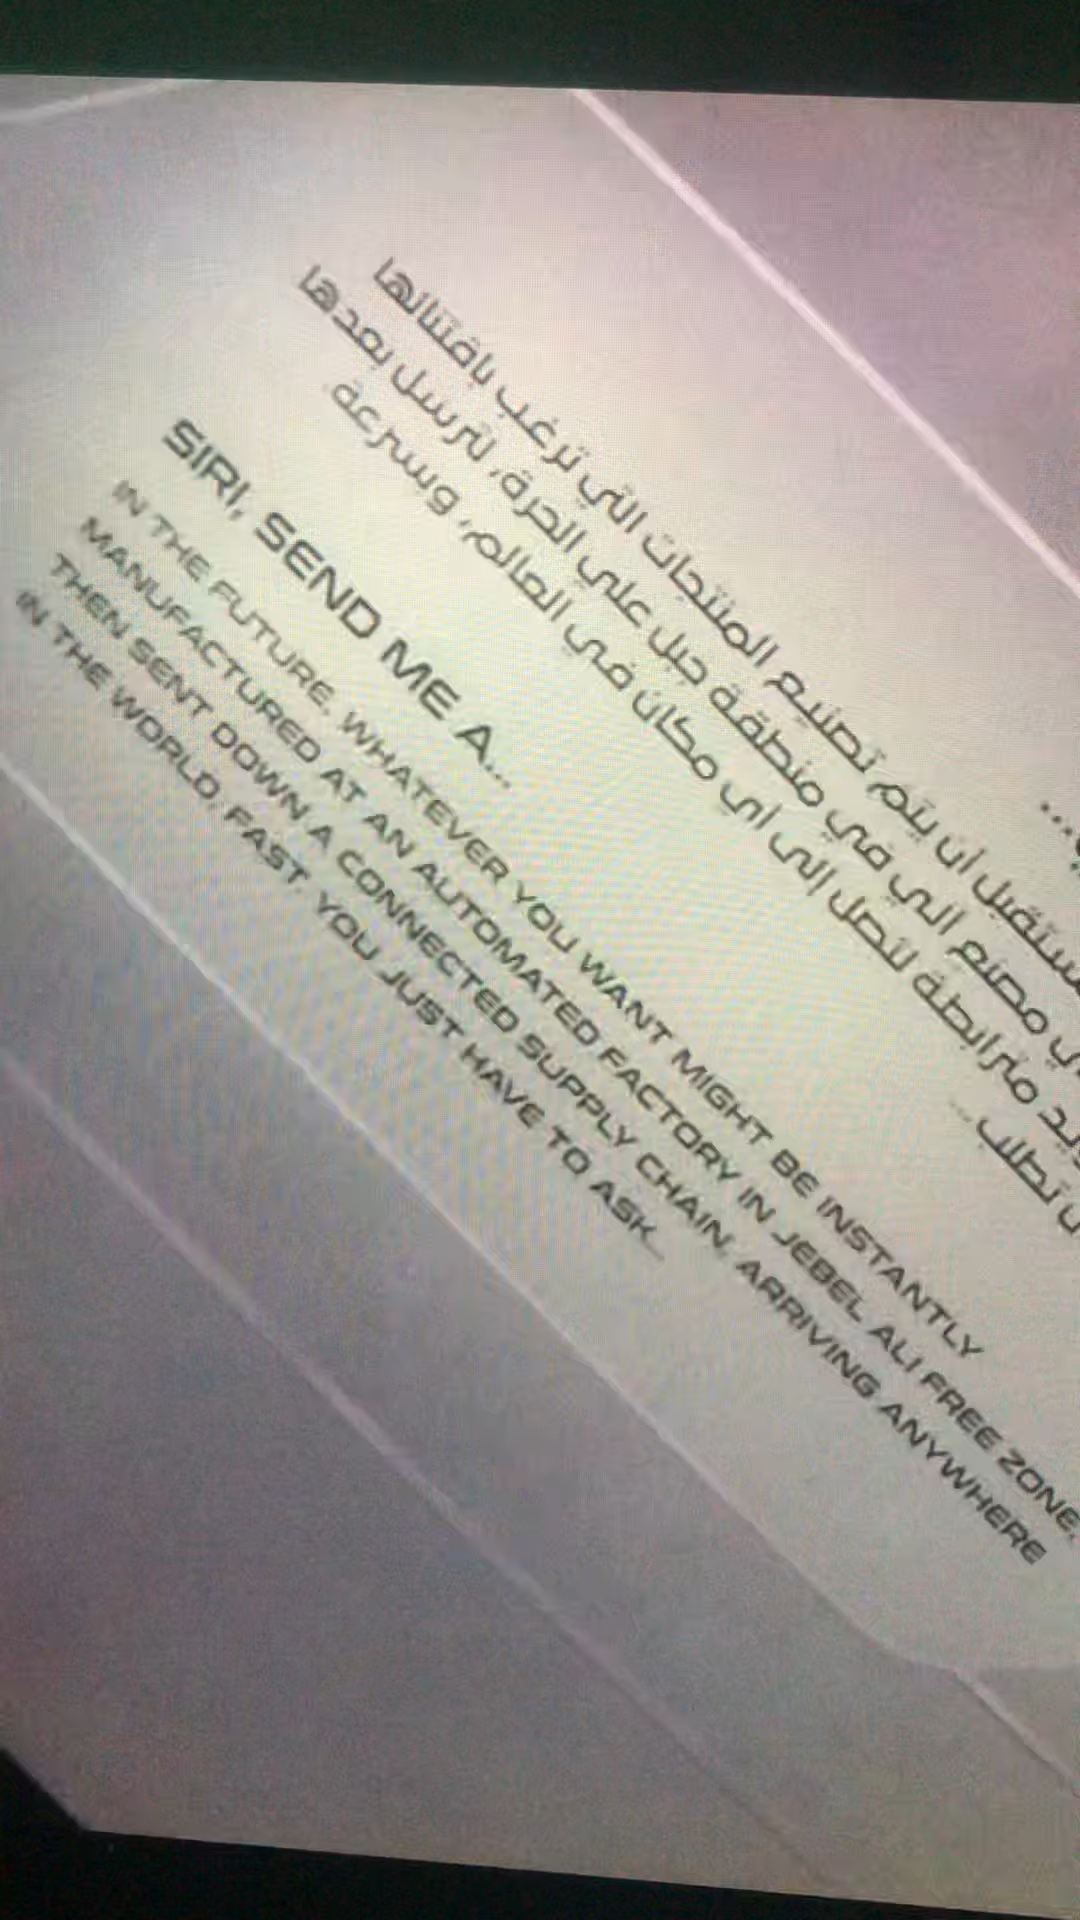 ...
مستقبل أن يتم تصنيع المنتجات التي ترغب باقتنائها
مصنع آلي في منطقة جبل علي الحرة، لترسل بعدها
مترابطة لتصل إلى أي مكان في العالم، وبسرعة.
تطلب...
SIRI, SEND ME A...
IN THE FUTURE, WHATEVER YOU WANT MIGHT BE INSTANTLY
MANUFACTURED AT AN AUTOMATED FACTORY IN JEBEL ALI FREE ZONE,
THEN SENT DOWN A CONNECTED SUPPLY CHAIN, ARRIVING ANYWHERE
IN THE WORLD, FAST. YOU JUST HAVE TO ASK...